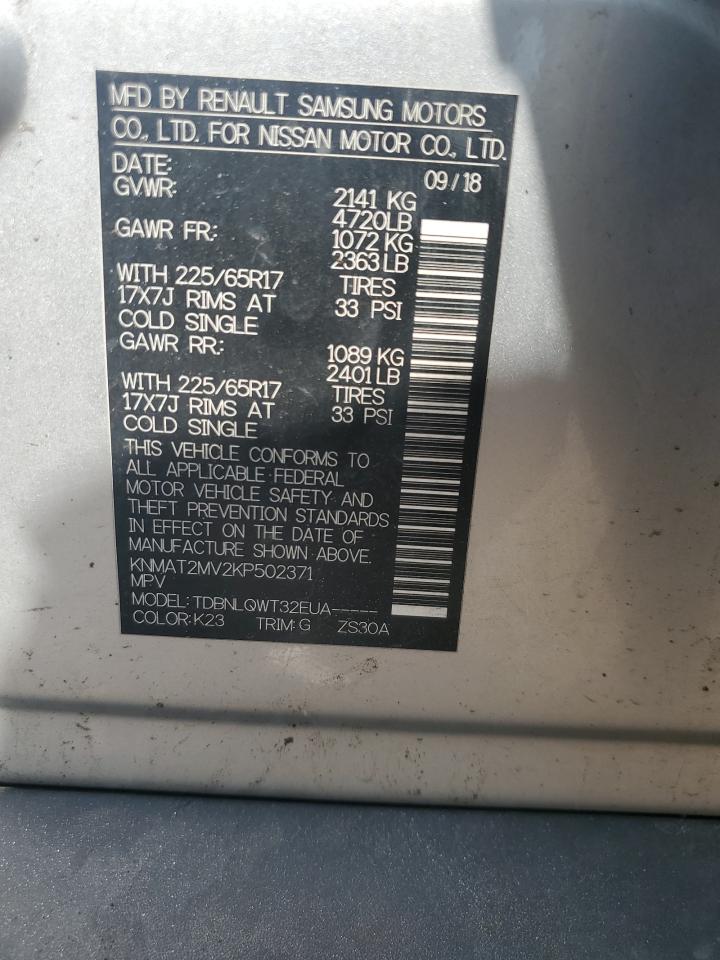 MFD BY RENAULT SAMSUNG MOTORS
CO., LTD. FOR NISSAN MOTOR CO., LTD.
DATE: 09/18
GVWR: 2141 KG
4720LB
GAWR FR: 1072 KG
2363LB
WITH 225/65R17 TIRES
17X7J RIMS AT 33 PSI
COLD SINGLE
GAWR RR: 1089 KG
2401LB
WITH 225/65R17 TIRES
17X7J RIMS AT 33 PSI
COLD SINGLE
THIS VEHICLE CONFORMS TO
ALL APPLICABLE FEDERAL
MOTOR VEHICLE SAFETY AND
THEFT PREVENTION STANDARDS
IN EFFECT ON THE DATE OF
MANUFACTURE SHOWN ABOVE.
KNMAT2MV2KP502371
MPV
MODEL: TDBNLQWT32EUA-----
COLOR: K23 TRIM: G ZS30A